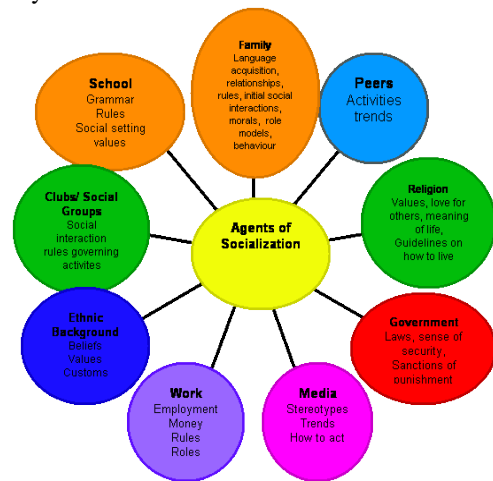 Family
Language
acquisition,
relationships,
rules, initial social
interactions,
morals, role
models,
behaviour
School
Grammar
Rules
Social setting
values
Peers
Activities
trends
Clubs/ Social
Groups
Social
interaction
rules governing
activites
Agents of
Socialization
Religion
Values, love for
others, meaning
of life,
Guidelines on
how to live
Ethnic
Background
Beliefs
Values
Customs
Government
Laws, sense of
security,
Sanctions of
punishment
Work
Employment
Money
Rules
Roles
Media
Stereotypes
Trends
How to act